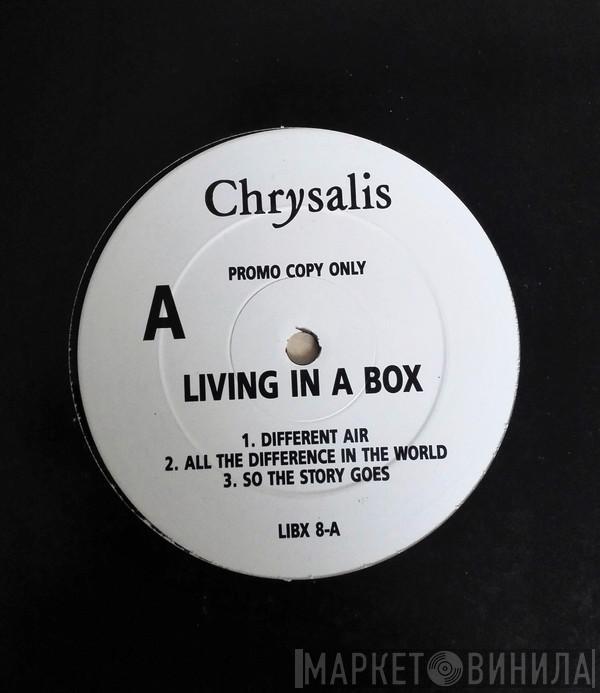 Chrysalis
PROMO COPY ONLY
A
LIVING IN A BOX
1. DIFFERENT AIR
2. ALL THE DIFFERENCE IN THE WORLD
3. SO THE STORY GOES
LIBX 8-A
МАРКЕТ ВИНИЛА